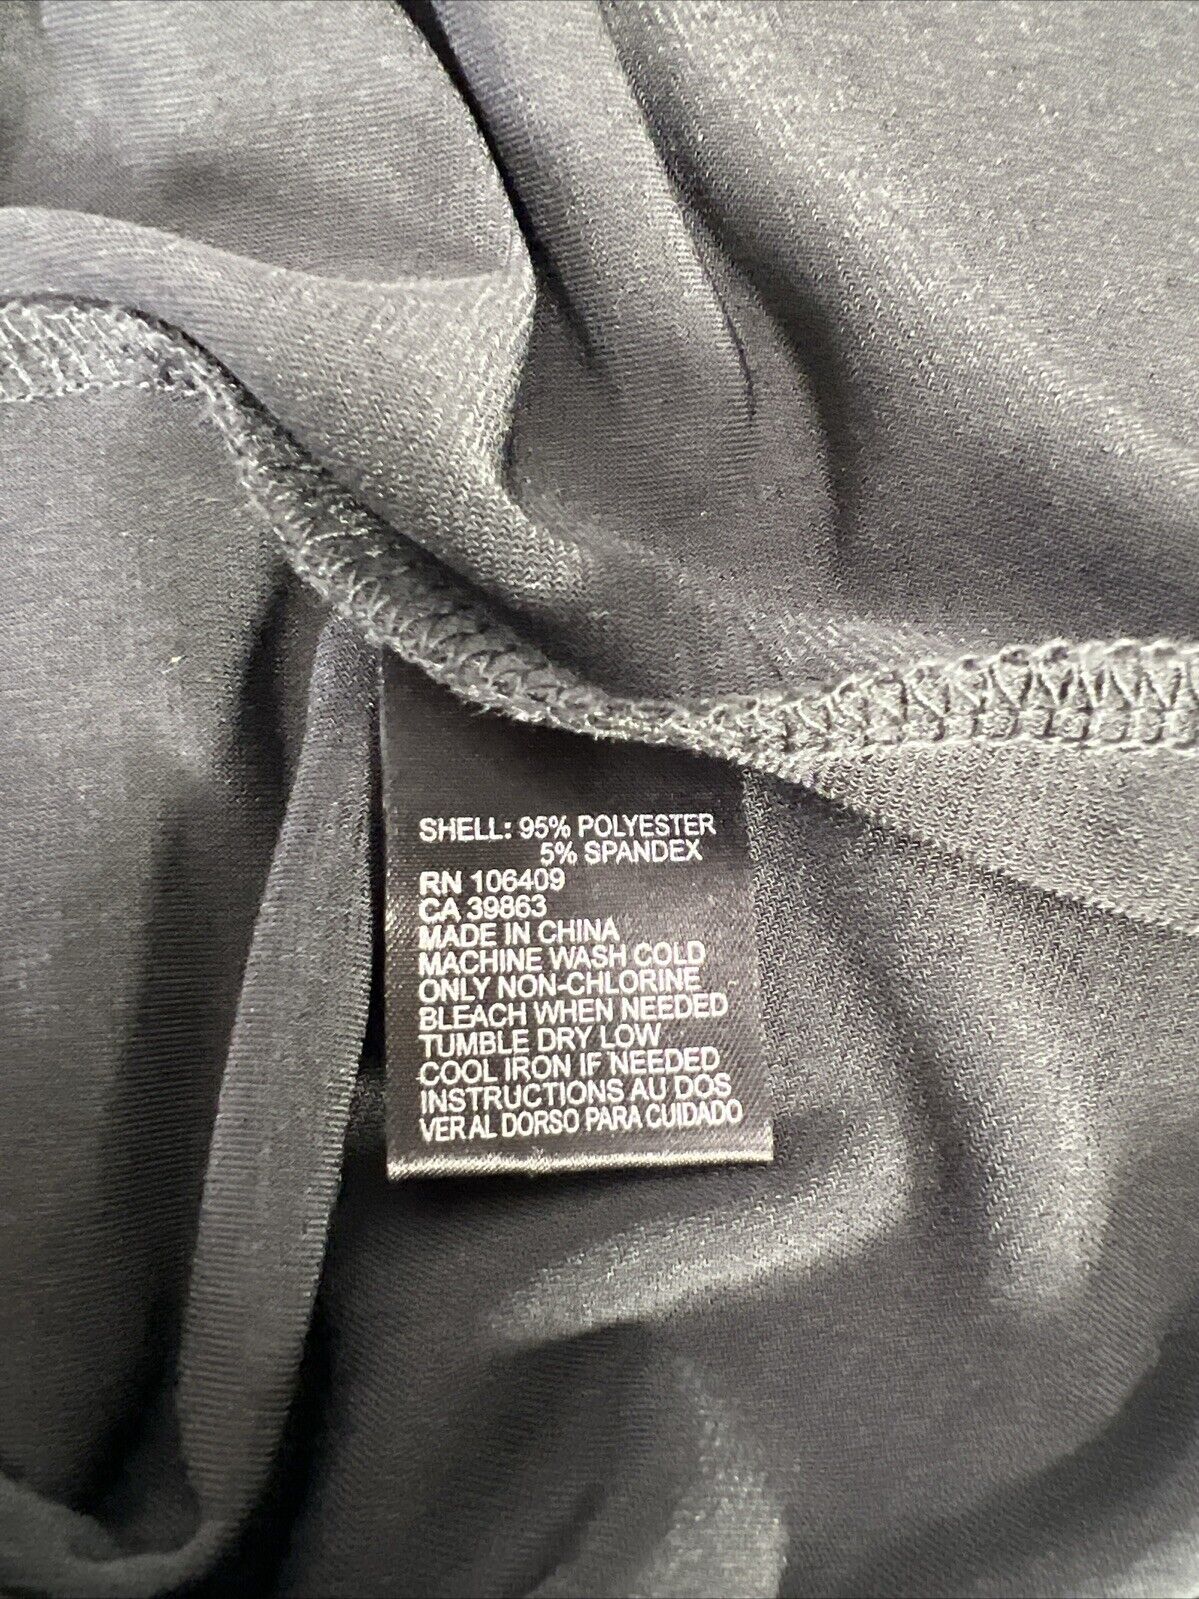 SHELL: 95% POLYESTER
5% SPANDEX
RN 106409
CA 39863
MADE IN CHINA
MACHINE WASH COLD
ONLY NON-CHLORINE
BLEACH WHEN NEEDED
TUMBLE DRY LOW
COOL IRON IF NEEDED
INSTRUCTIONS AU DOS
VER AL DORSO PARA CUIDADO